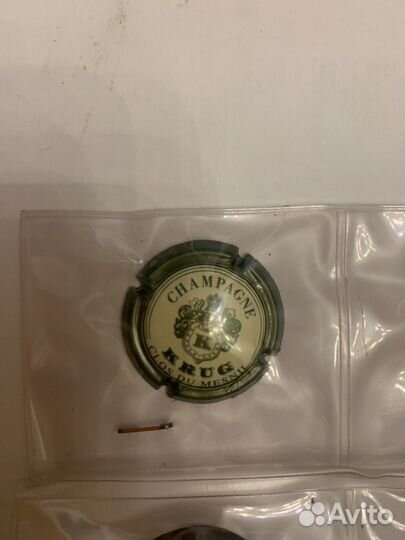 CHAMPAGNE
K
KRUG
CLOS DU MESNIL
Avito